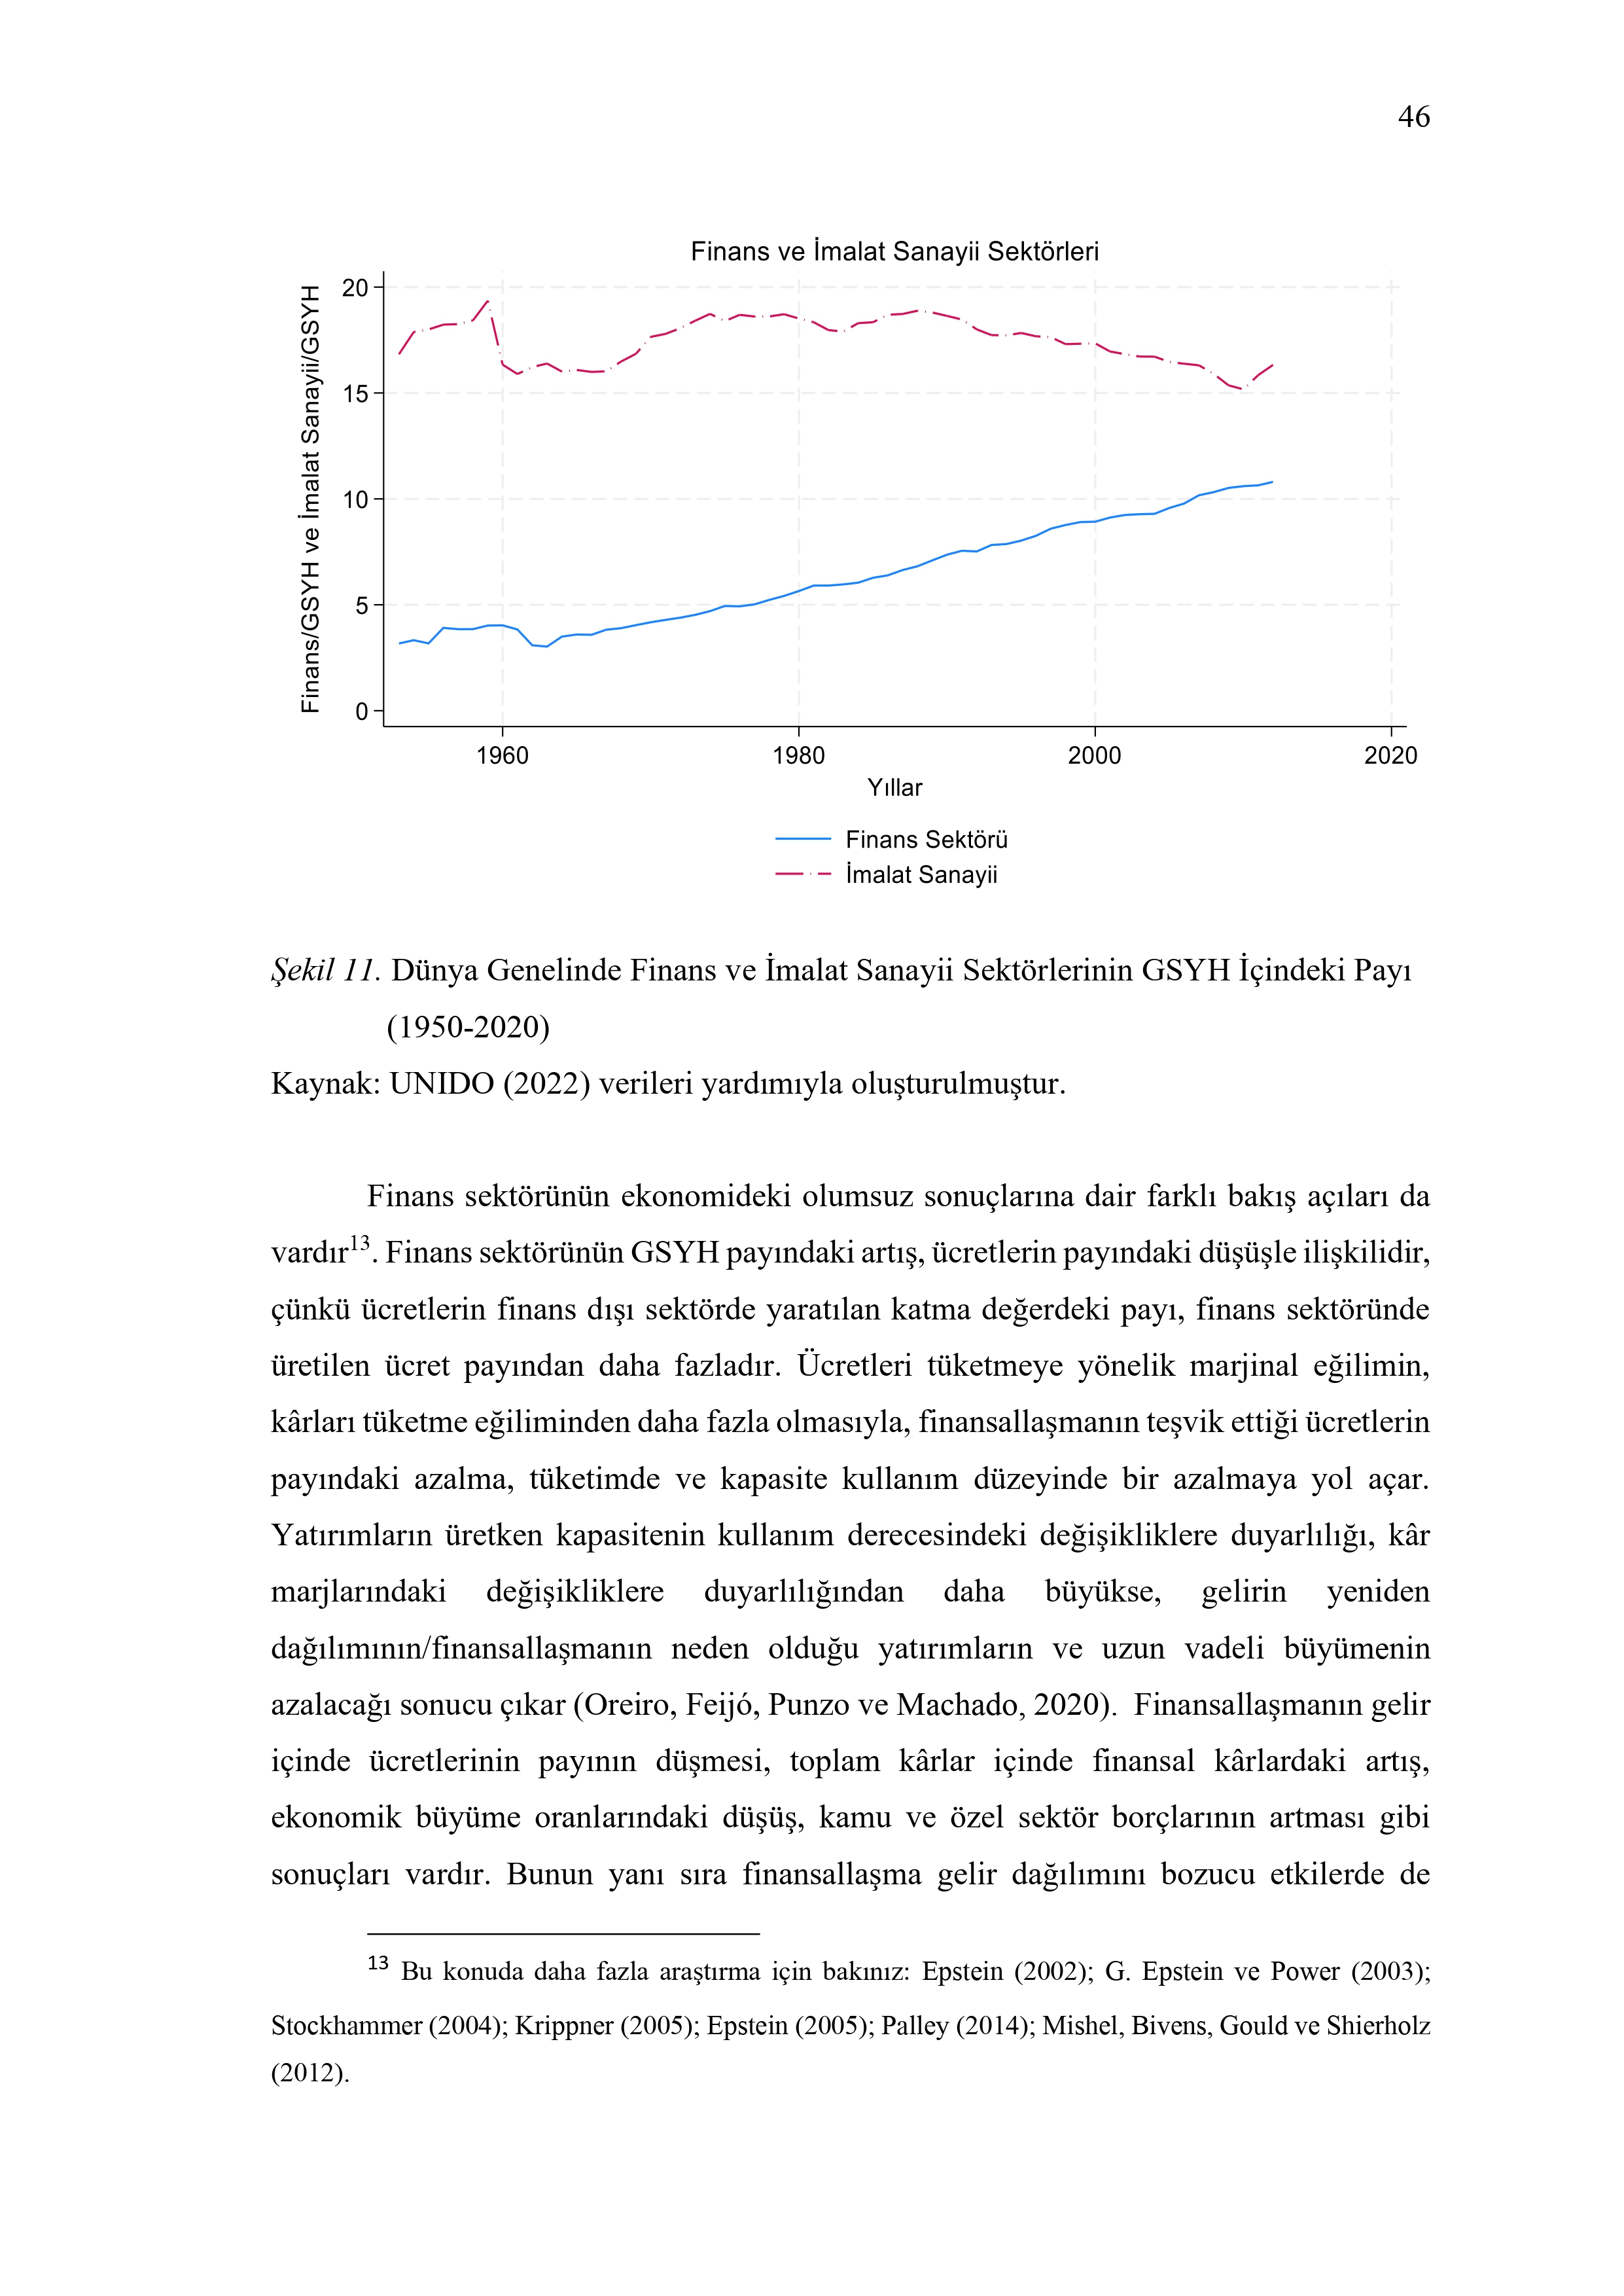 46
Finans ve İmalat Sanayii Sektörleri
Finans/GSYH ve İmalat Sanayii/GSYH
20
15
10
5
0
1960 1980 2000 2020
Yıllar
Finans Sektörü
İmalat Sanayii
Şekil 11. Dünya Genelinde Finans ve İmalat Sanayii Sektörlerinin GSYH İçindeki Payı
(1950-2020)
Kaynak: UNIDO (2022) verileri yardımıyla oluşturulmuştur.
Finans sektörünün ekonomideki olumsuz sonuçlarına dair farklı bakış açıları da
vardır13. Finans sektörünün GSYH payındaki artış, ücretlerin payındaki düşüşle ilişkilidir,
çünkü ücretlerin finans dışı sektörde yaratılan katma değerdeki payı, finans sektöründe
üretilen ücret payından daha fazladır. Ücretleri tüketmeye yönelik marjinal eğilimin,
kârları tüketme eğiliminden daha fazla olmasıyla, finansallaşmanın teşvik ettiği ücretlerin
payındaki azalma, tüketimde ve kapasite kullanım düzeyinde bir azalmaya yol açar.
Yatırımların üretken kapasitenin kullanım derecesindeki değişikliklere duyarlılığı, kâr
marjlarındaki değişikliklere duyarlılığından daha büyükse, gelirin yeniden
dağılımının/finansallaşmanın neden olduğu yatırımların ve uzun vadeli büyümenin
azalacağı sonucu çıkar (Oreiro, Feijó, Punzo ve Machado, 2020). Finansallaşmanın gelir
içinde ücretlerinin payının düşmesi, toplam kârlar içinde finansal kârlardaki artış,
ekonomik büyüme oranlarındaki düşüş, kamu ve özel sektör borçlarının artması gibi
sonuçları vardır. Bunun yanı sıra finansallaşma gelir dağılımını bozucu etkilerde de
13 Bu konuda daha fazla araştırma için bakınız: Epstein (2002); G. Epstein ve Power (2003);
Stockhammer (2004); Krippner (2005); Epstein (2005); Palley (2014); Mishel, Bivens, Gould ve Shierholz
(2012).